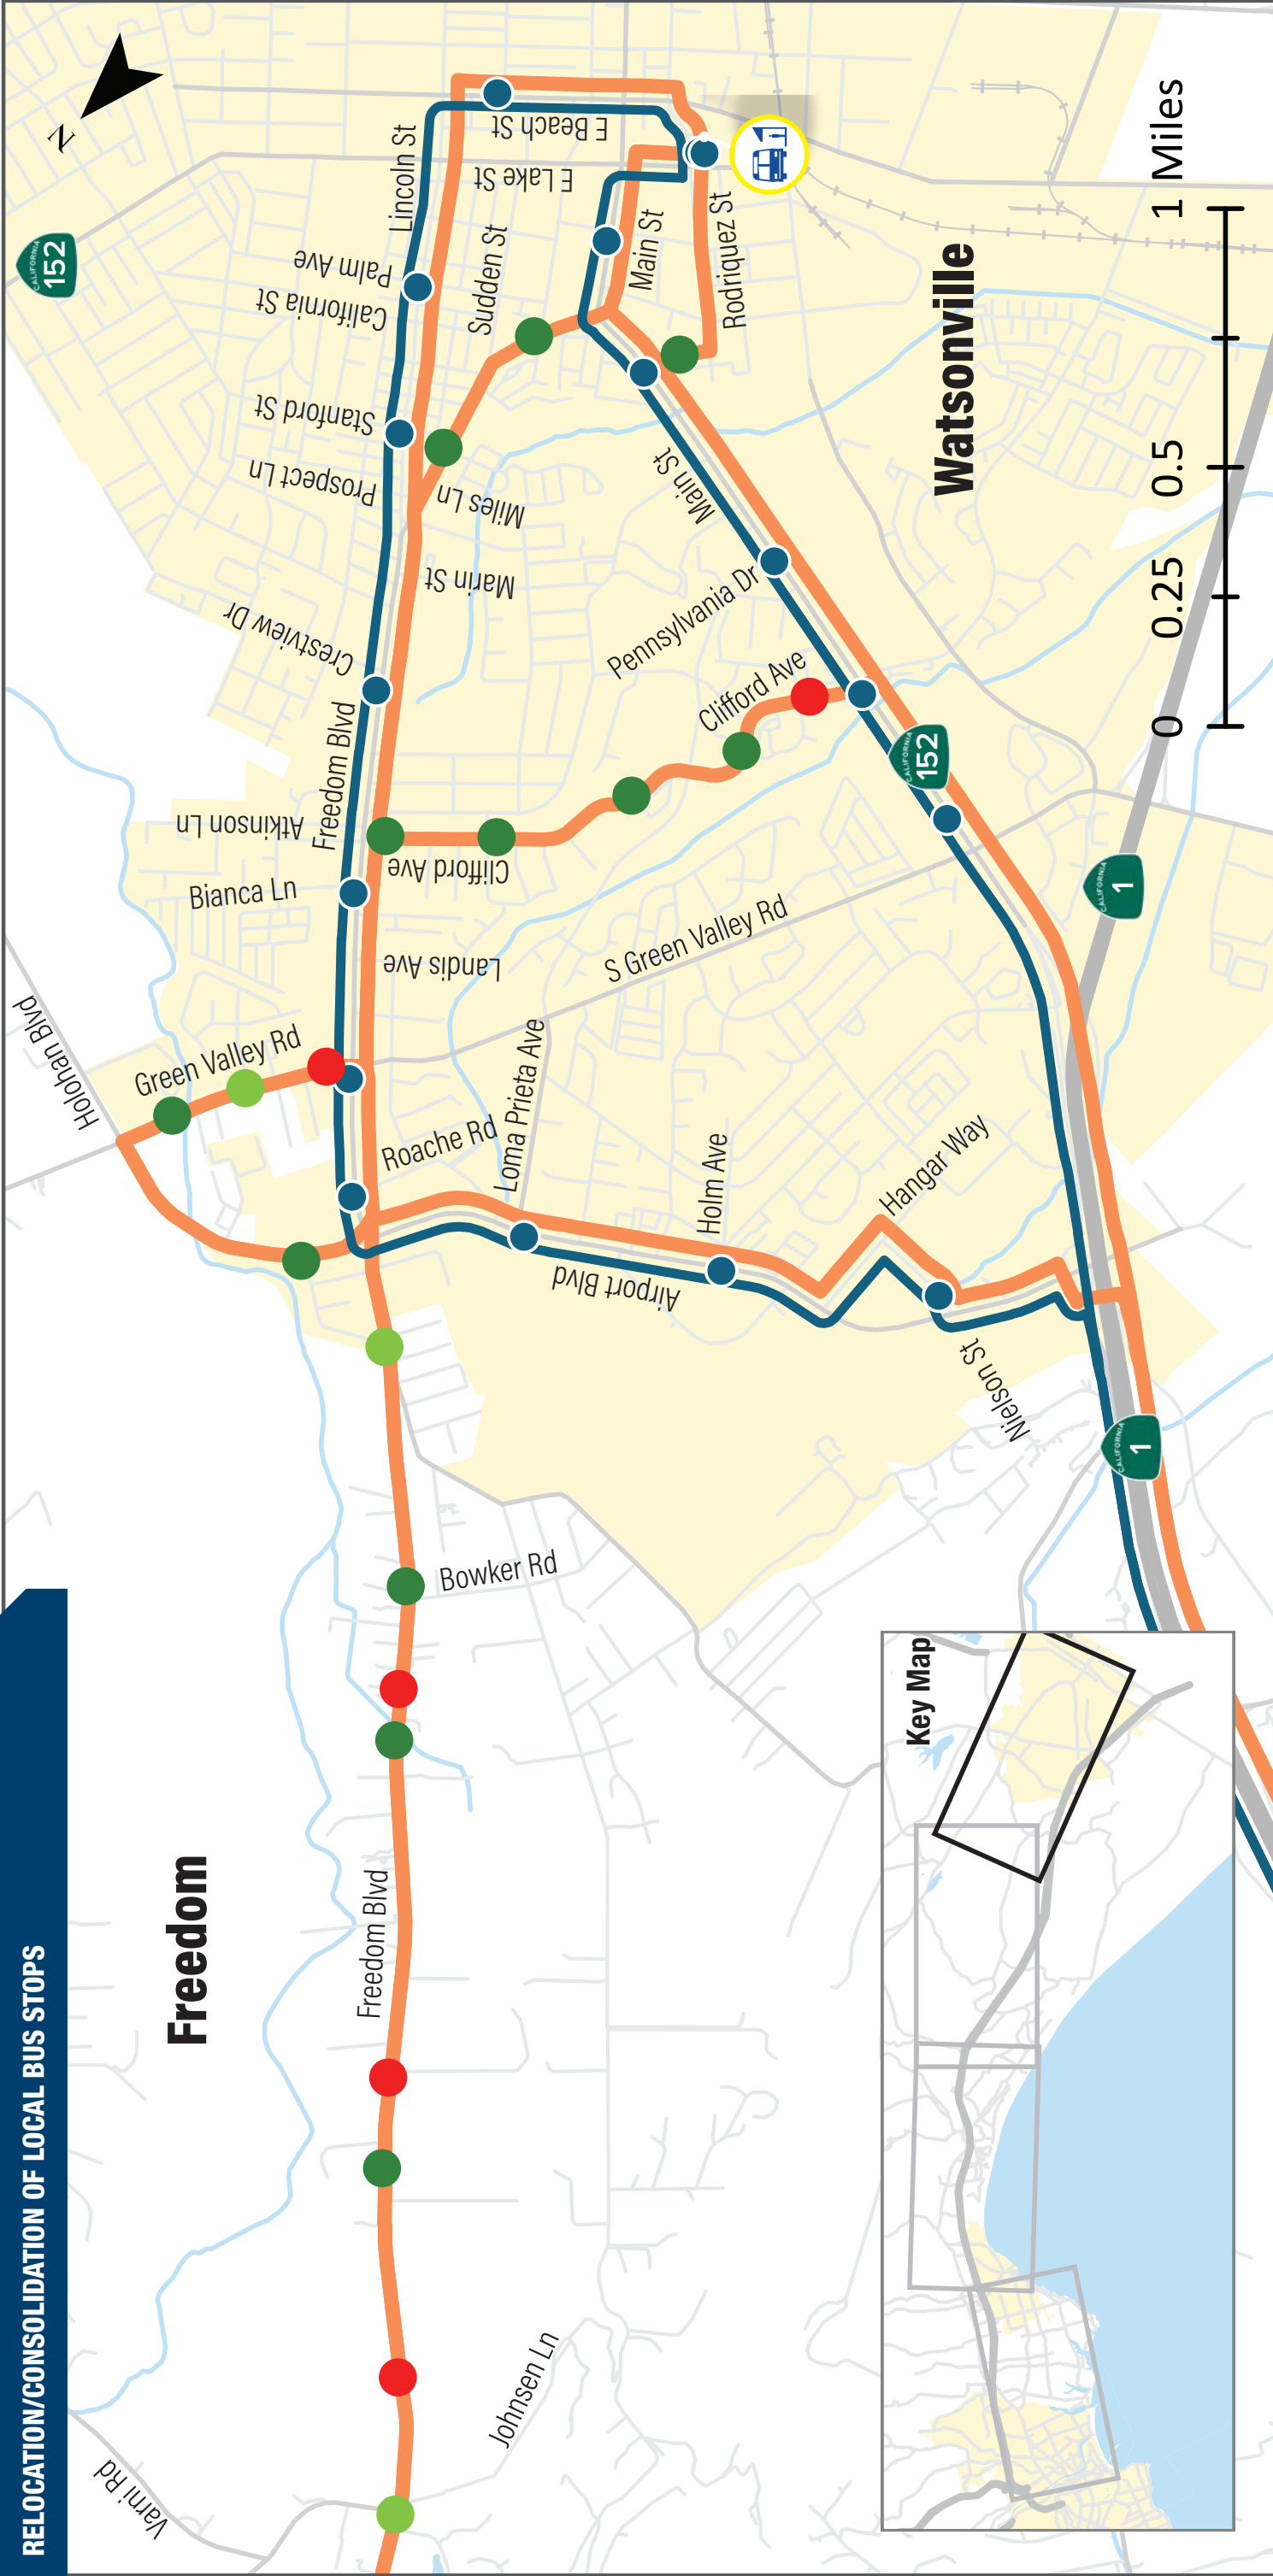 RELOCATION/CONSOLIDATION OF LOCAL BUS STOPS
N
CALIFORNIA
152
Lincoln St
E Beach St
E Lake St
Palm Ave
California St
Sudden St
Main St
Rodriquez St
Stanford St
Prospect Ln
Miles Ln
Marin St
Main St
Crestview Dr
Pennsylvania Dr
Clifford Ave
Freedom Blvd
Atkinson Ln
Clifford Ave
Bianca Ln
Landis Ave
S Green Valley Rd
CALIFORNIA
152
CALIFORNIA
1
Watsonville
Holohan Blvd
Green Valley Rd
Roache Rd
Loma Prieta Ave
Holm Ave
Hangar Way
Airport Blvd
Nielson St
CALIFORNIA
1
Bowker Rd
Freedom
Freedom Blvd
Johnsen Ln
Varni Rd
Key Map
0 0.25 0.5 1 Miles